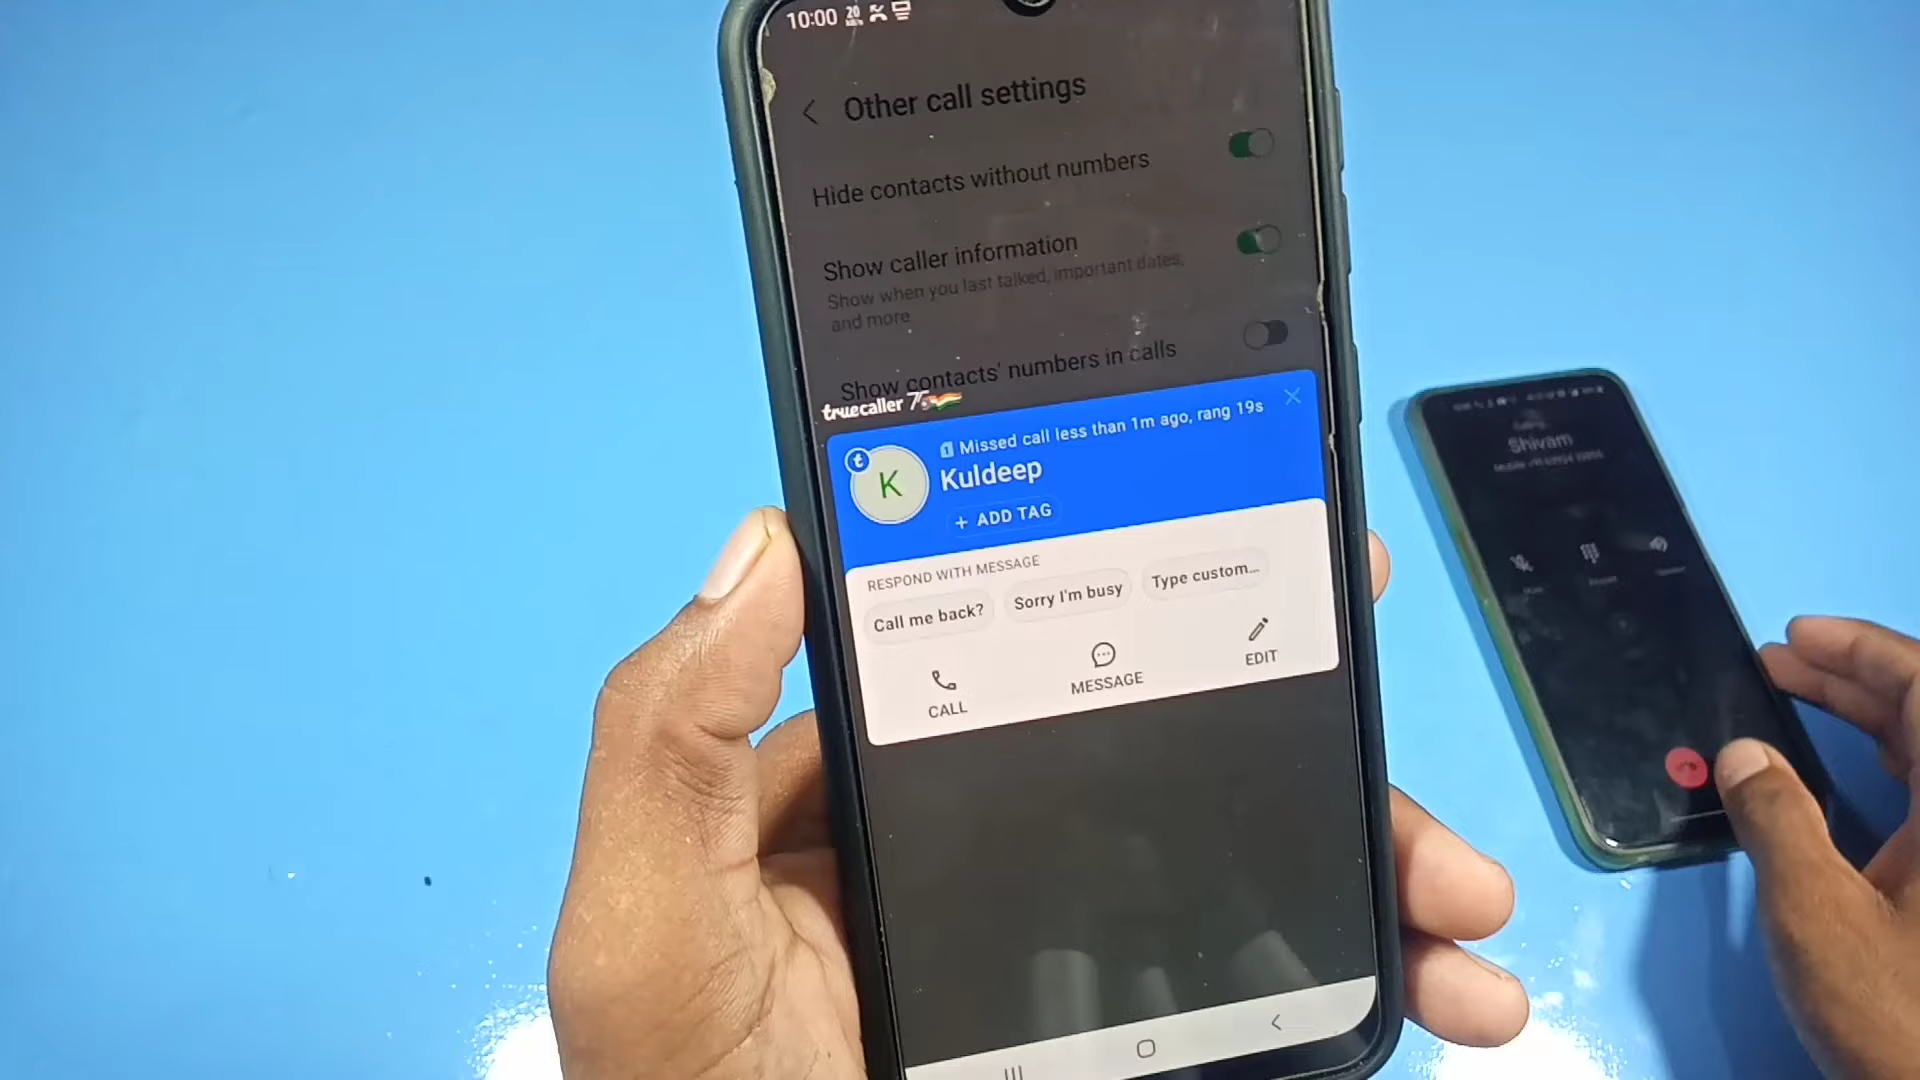 10:00 20
Other call settings
Hide contacts without numbers
Show caller information
Show when you last talked, important dates,
and more
Show contacts' numbers in calls
truecaller 75
Missed call less than 1m ago, rang 19s
K
Kuldeep
+ ADD TAG
RESPOND WITH MESSAGE
Call me back?
Sorry I'm busy
Type custom...
CALL
MESSAGE
EDIT
Shivam